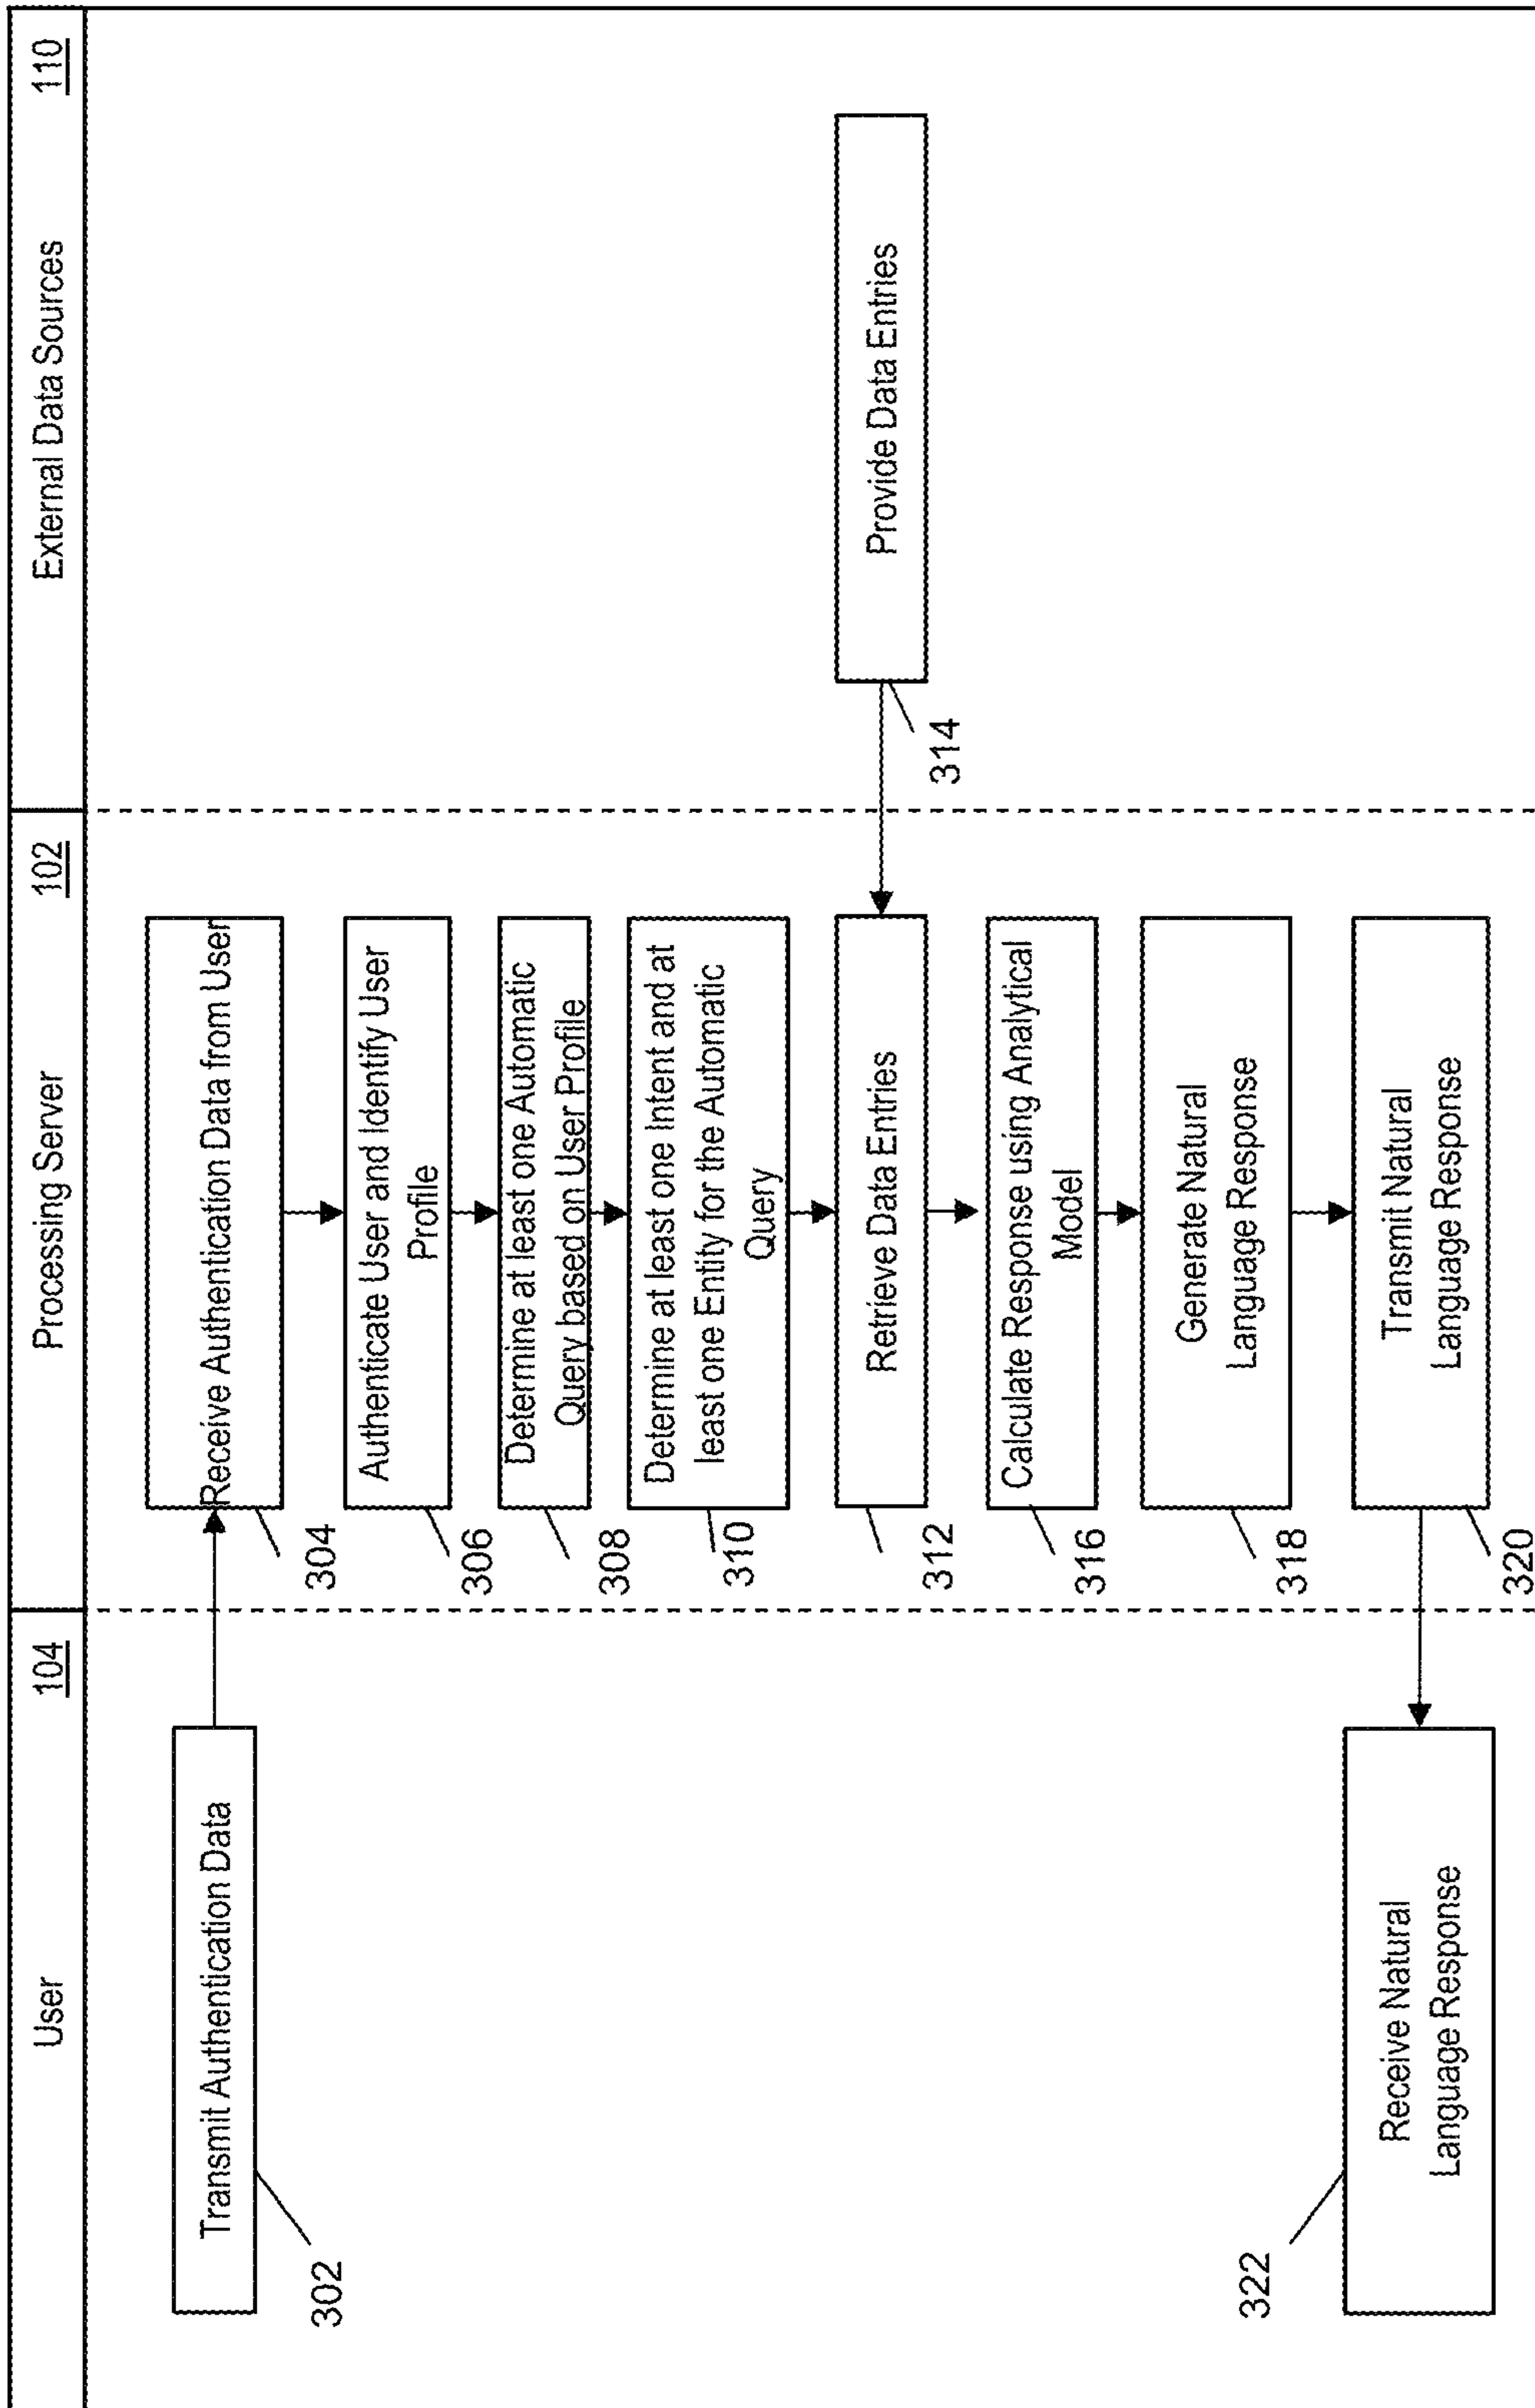 User 104
Processing Server 102
External Data Sources 110
Transmit Authentication Data
302
Receive Authentication Data from User
304
Authenticate User and Identify User
Profile
306
Determine at least one Automatic
Query based on User Profile
308
Determine at least one Intent and at
least one Entity for the Automatic
Query
310
Retrieve Data Entries
312
Provide Data Entries
314
Calculate Response using Analytical
Model
316
Generate Natural
Language Response
318
Transmit Natural
Language Response
320
Receive Natural
Language Response
322